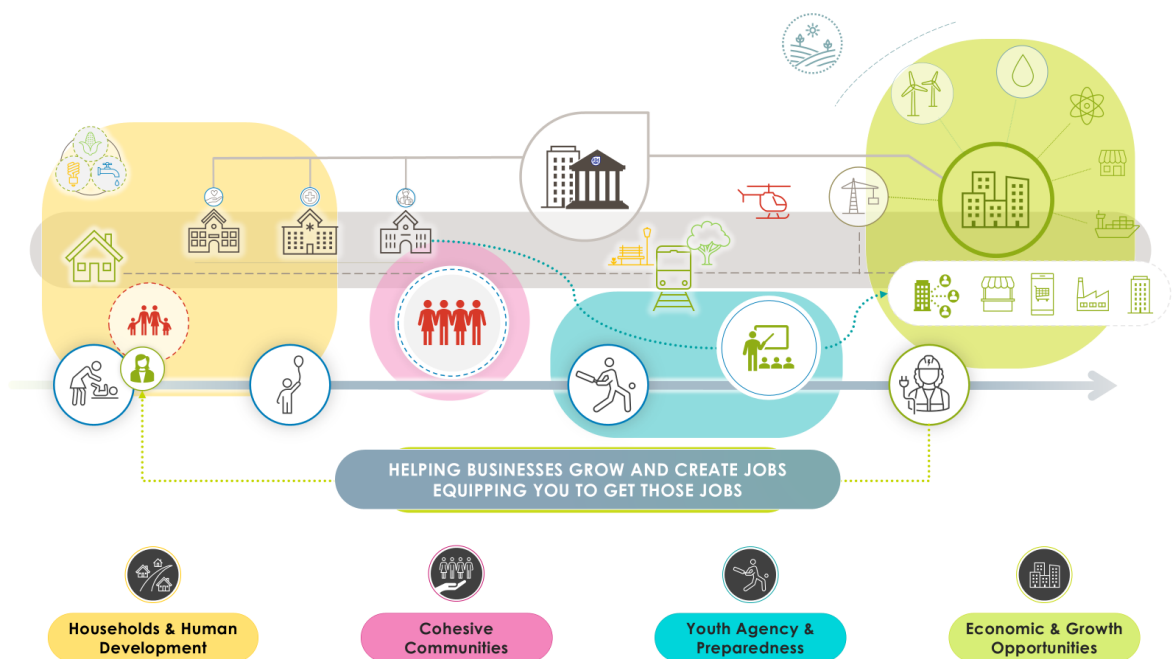 HELPING BUSINESSES GROW AND CREATE JOBS
EQUIPPING YOU TO GET THOSE JOBS
Households & Human
Development
Cohesive
Communities
Youth Agency &
Preparedness
Economic & Growth
Opportunities